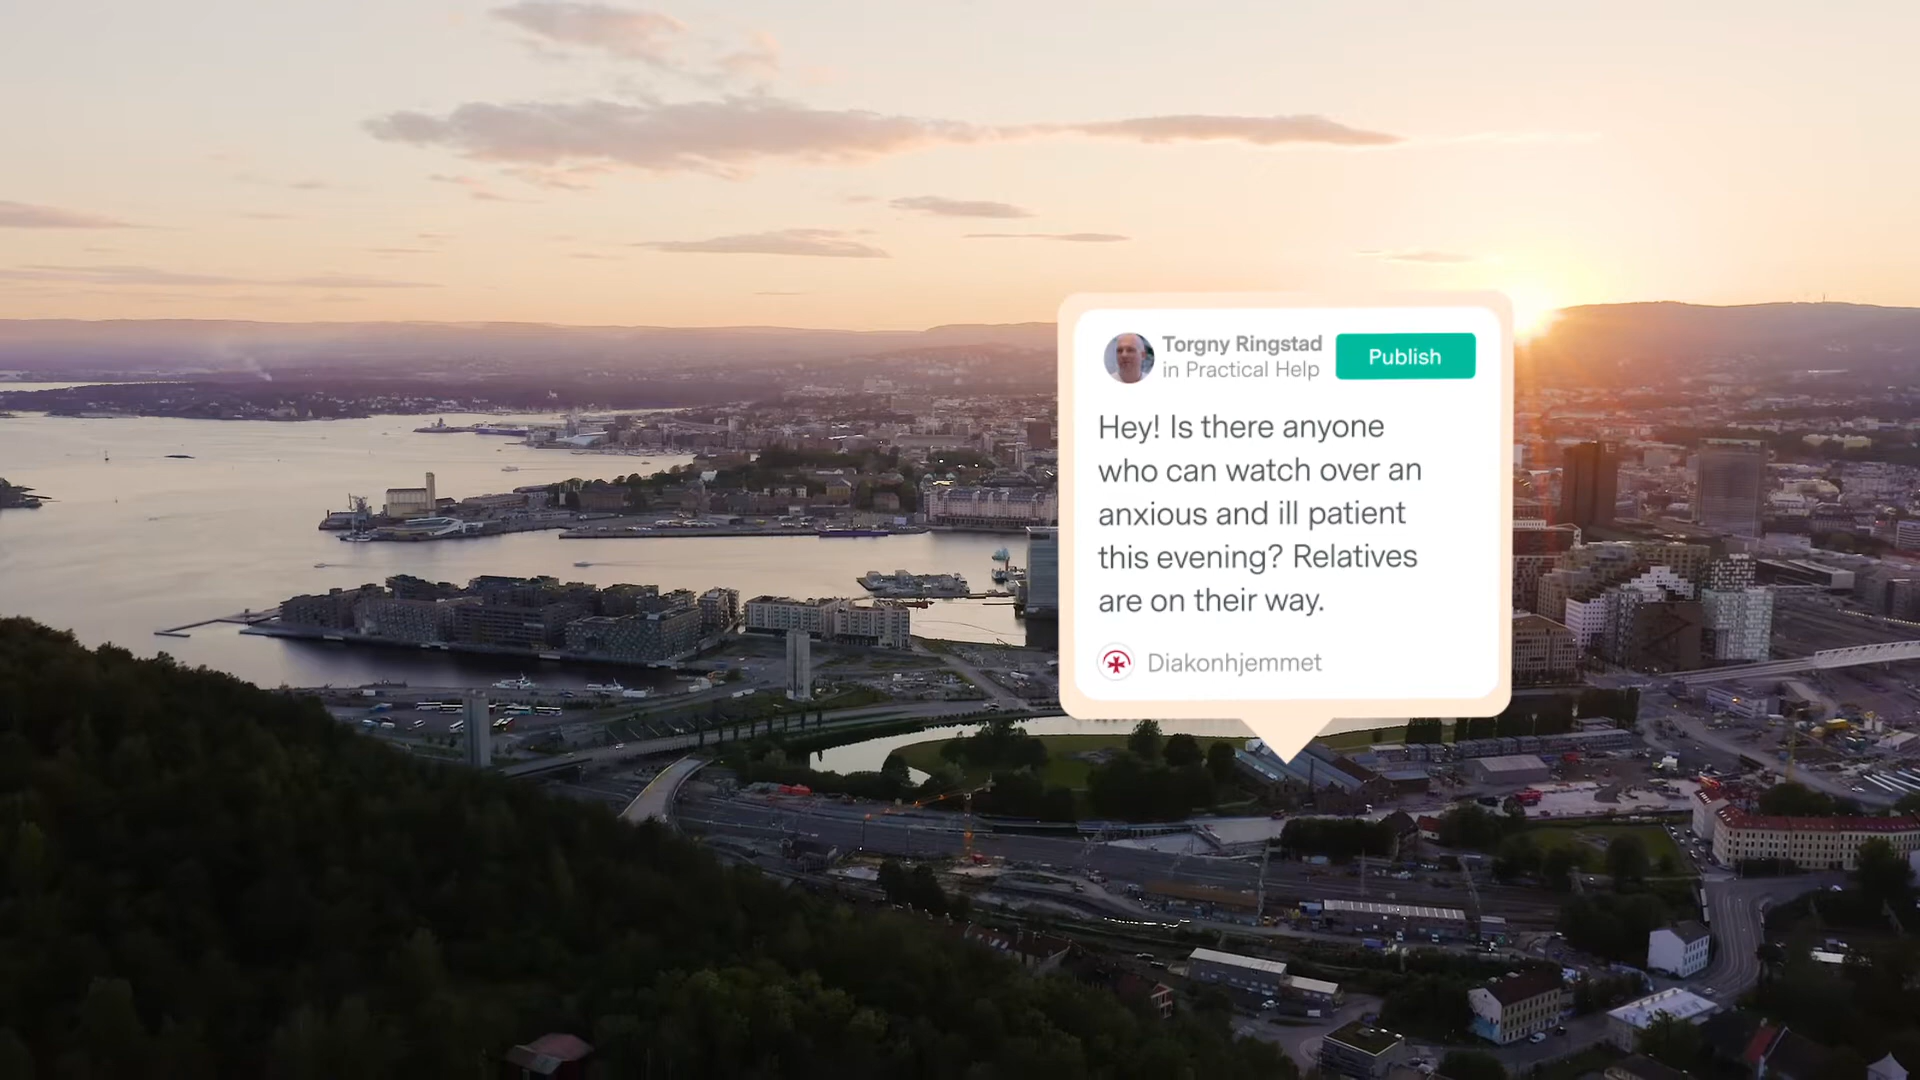 Torgny Ringstad
in Practical Help
Publish
Hey! Is there anyone
who can watch over an
anxious and ill patient
this evening? Relatives
are on their way.
Diakonhjemmet